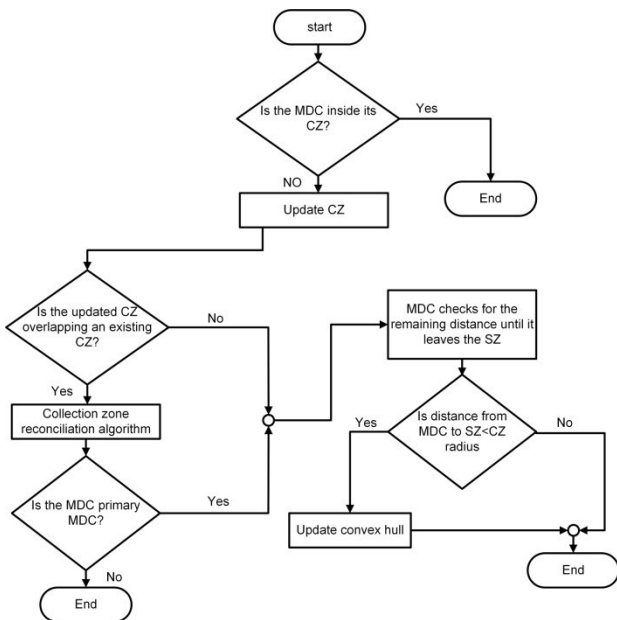 start
Is the MDC inside its
CZ?
Yes
End
NO
Update CZ
Is the updated CZ
overlapping an existing
CZ?
No
MDC checks for the
remaining distance until it
leaves the SZ
Yes
Collection zone
reconciliation algorithm
Is distance from
MDC to SZ<CZ
radius
Yes
No
Is the MDC primary
MDC?
Yes
Update convex hull
No
End
End